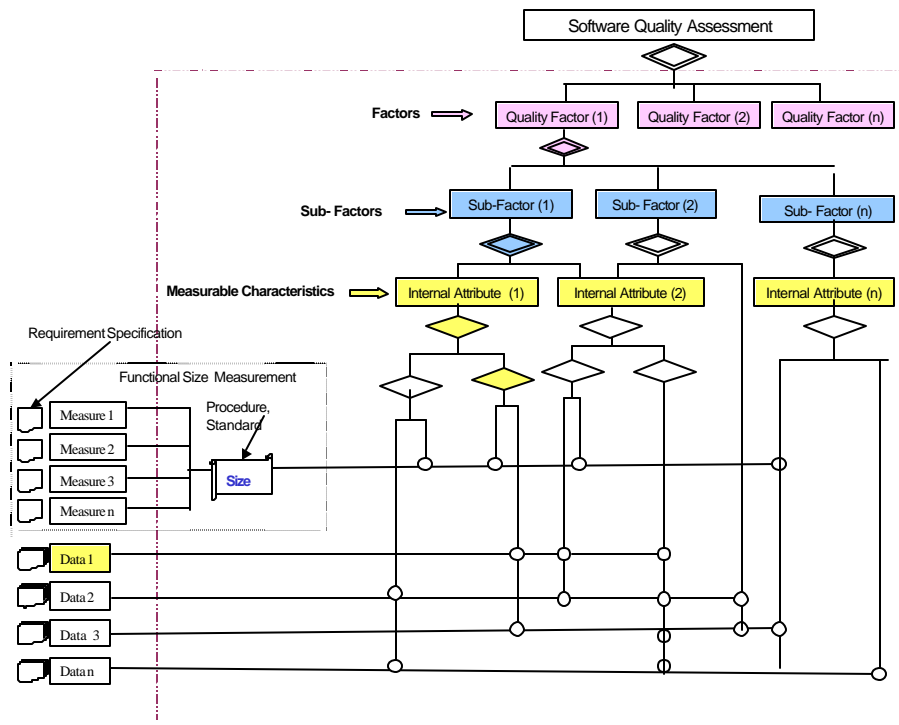 Software Quality Assessment
Factors
Quality Factor (1)
Quality Factor (2)
Quality Factor (n)
Sub- Factors
Sub-Factor (1)
Sub- Factor (2)
Sub- Factor (n)
Measurable Characteristics
Internal Attribute (1)
Internal Attribute (2)
Internal Attribute (n)
Requirement Specification
Functional Size Measurement
Procedure,
Standard
Measure 1
Measure 2
Measure 3
Measure n
Size
Data 1
Data 2
Data 3
Data n